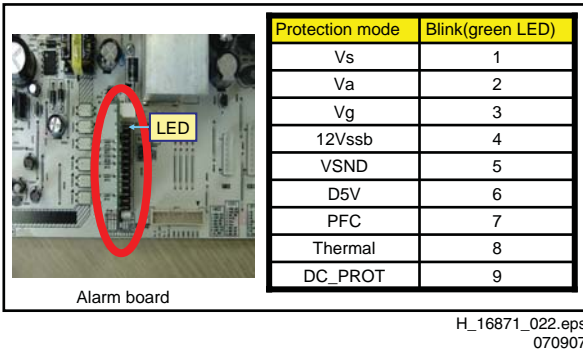 Protection mode Blink(green LED)
Vs 1
Va 2
Vg 3
12Vssb 4
VSND 5
D5V 6
PFC 7
Thermal 8
DC_PROT 9
LED
Alarm board
H_16871_022.eps
070907